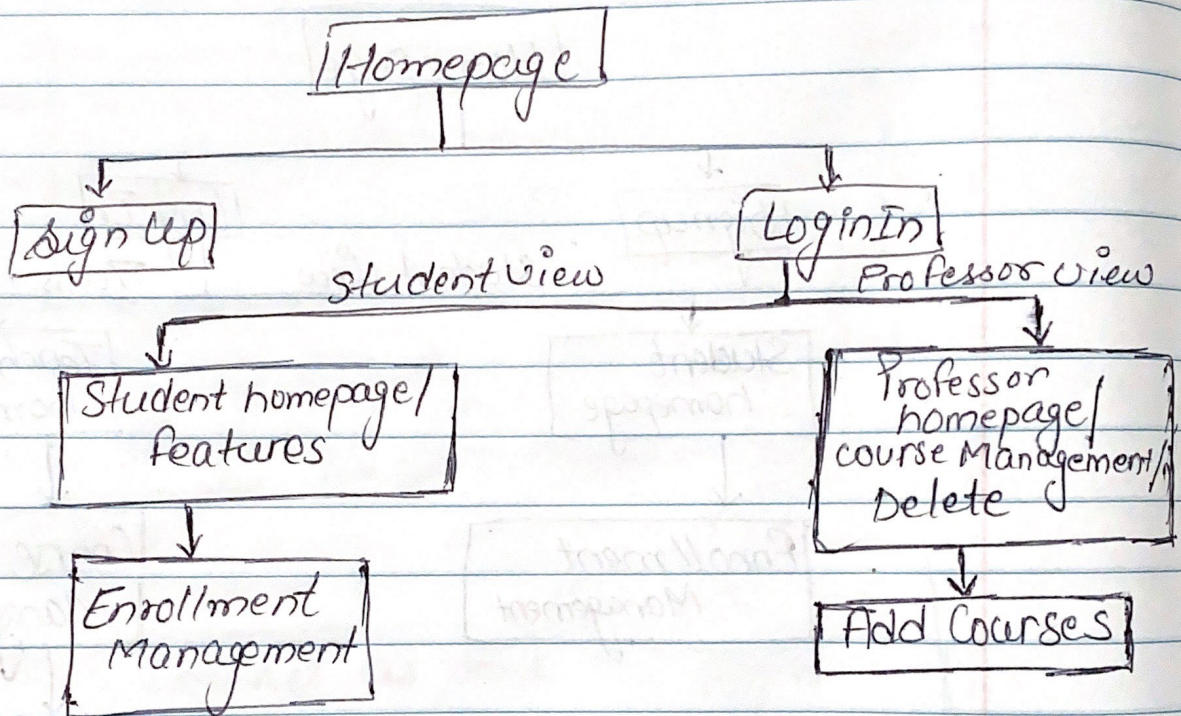 Homepage
Sign Up
LoginIn
Student View
Professor View
Student homepage/
features
Professor
homepage/
course Management/
Delete
Enrollment
Management
Add Courses